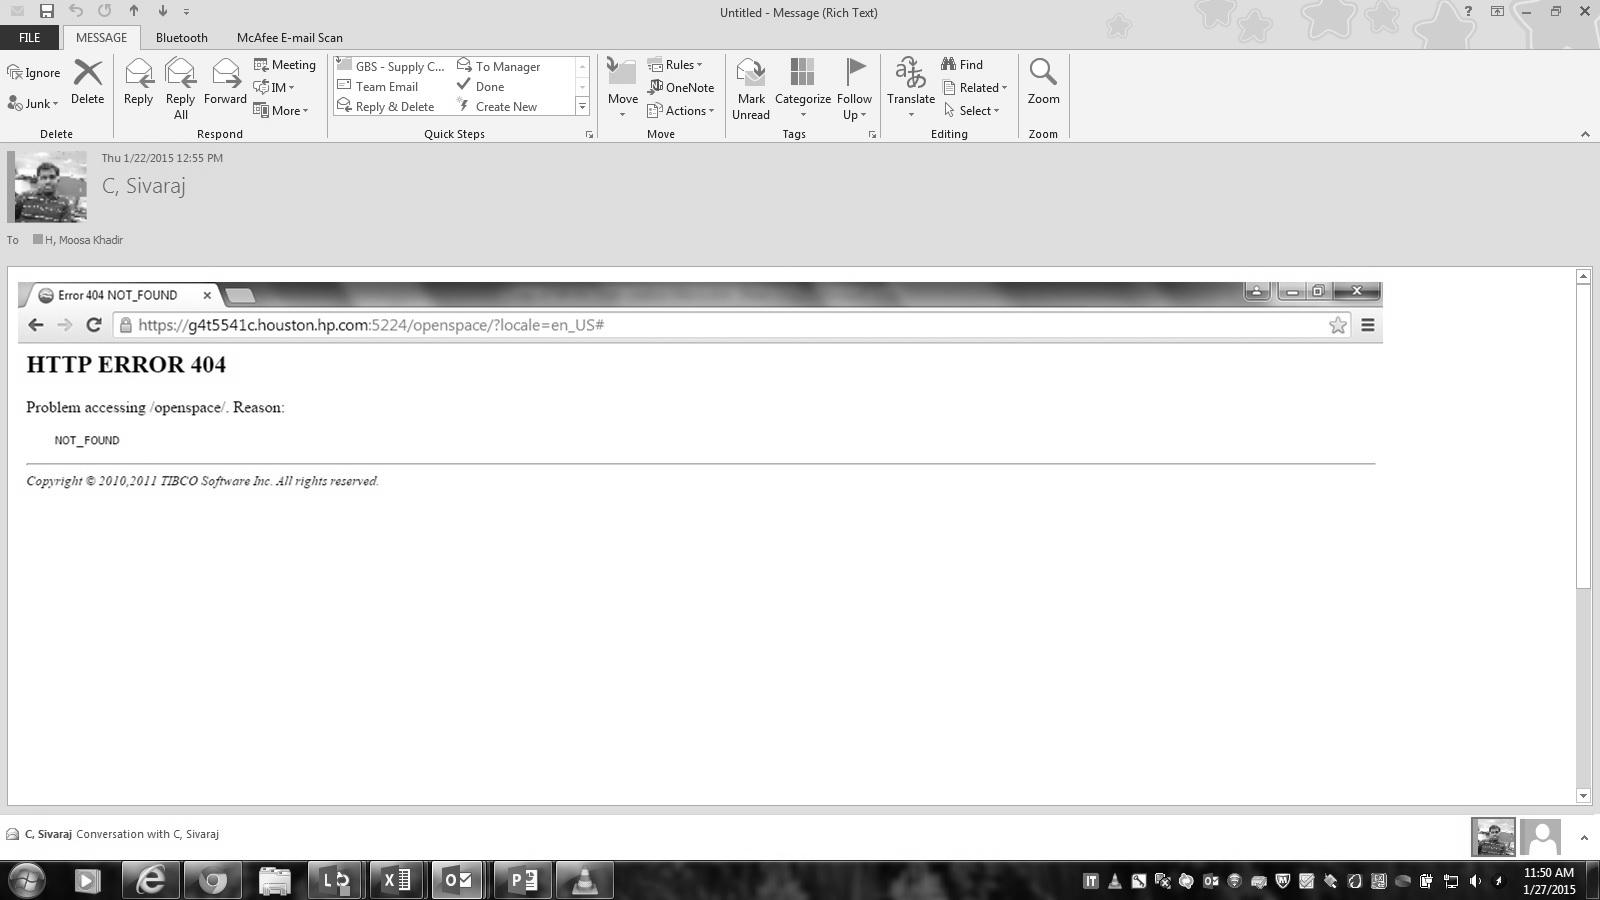 Untitled - Message (Rich Text)
FILE MESSAGE Bluetooth McAfee E-mail Scan
Ignore
Junk
Delete
Delete
Reply
Reply All
Forward
Meeting
IM
More
Respond
GBS - Supply C...
To Manager
Team Email
Done
Reply & Delete
Create New
Quick Steps
Move
Rules
OneNote
Actions
Move
Mark Unread
Categorize
Follow Up
Tags
Translate
Find
Related
Select
Editing
Zoom
Zoom
Thu 1/22/2015 12:55 PM
C, Sivaraj
To H, Moosa Khadir
Error 404 NOT_FOUND
https://g4t5541c.houston.hp.com:5224/openspace/?locale=en_US#
HTTP ERROR 404
Problem accessing /openspace/. Reason:
NOT_FOUND
Copyright © 2010,2011 TIBCO Software Inc. All rights reserved.
C, Sivaraj Conversation with C, Sivaraj
11:50 AM
1/27/2015